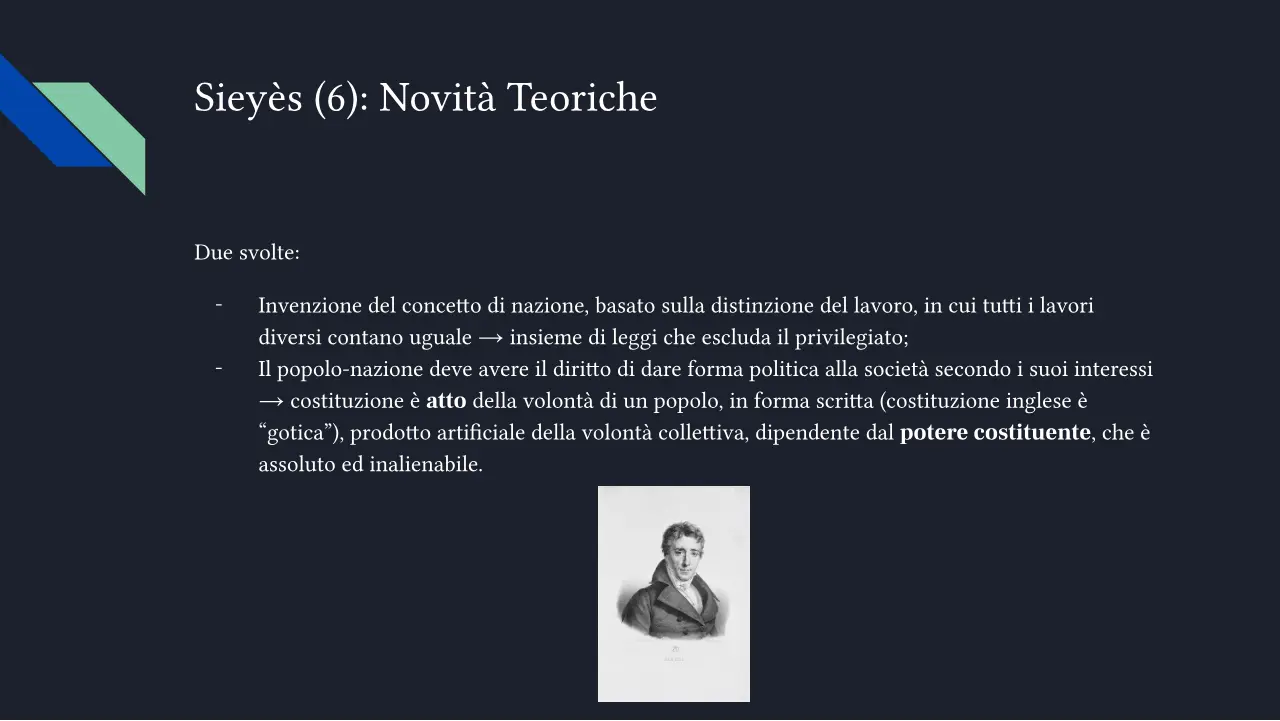 Sieyès (6): Novità Teoriche
Due svolte:
- Invenzione del concetto di nazione, basato sulla distinzione del lavoro, in cui tutti i lavori
diversi contano uguale ⟶ insieme di leggi che escluda il privilegiato;
- Il popolo-nazione deve avere il diritto di dare forma politica alla società secondo i suoi interessi
⟶ costituzione è atto della volontà di un popolo, in forma scritta (costituzione inglese è
“gotica”), prodotto artificiale della volontà collettiva, dipendente dal potere costituente, che è
assoluto ed inalienabile.